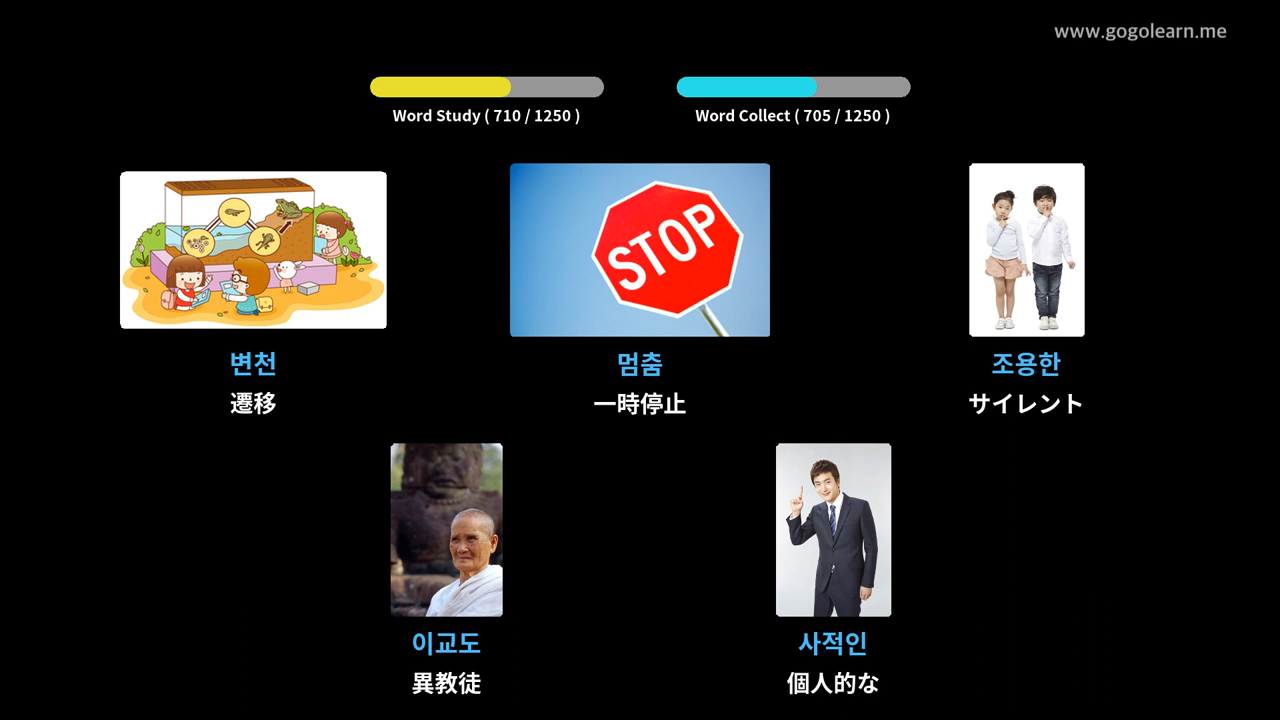 www.gogolearn.me
Word Study ( 710 / 1250 )
Word Collect ( 705 / 1250 )
STOP
변천
遷移
멈춤
一時停止
조용한
サイレント
이교도
異教徒
사적인
個人的な